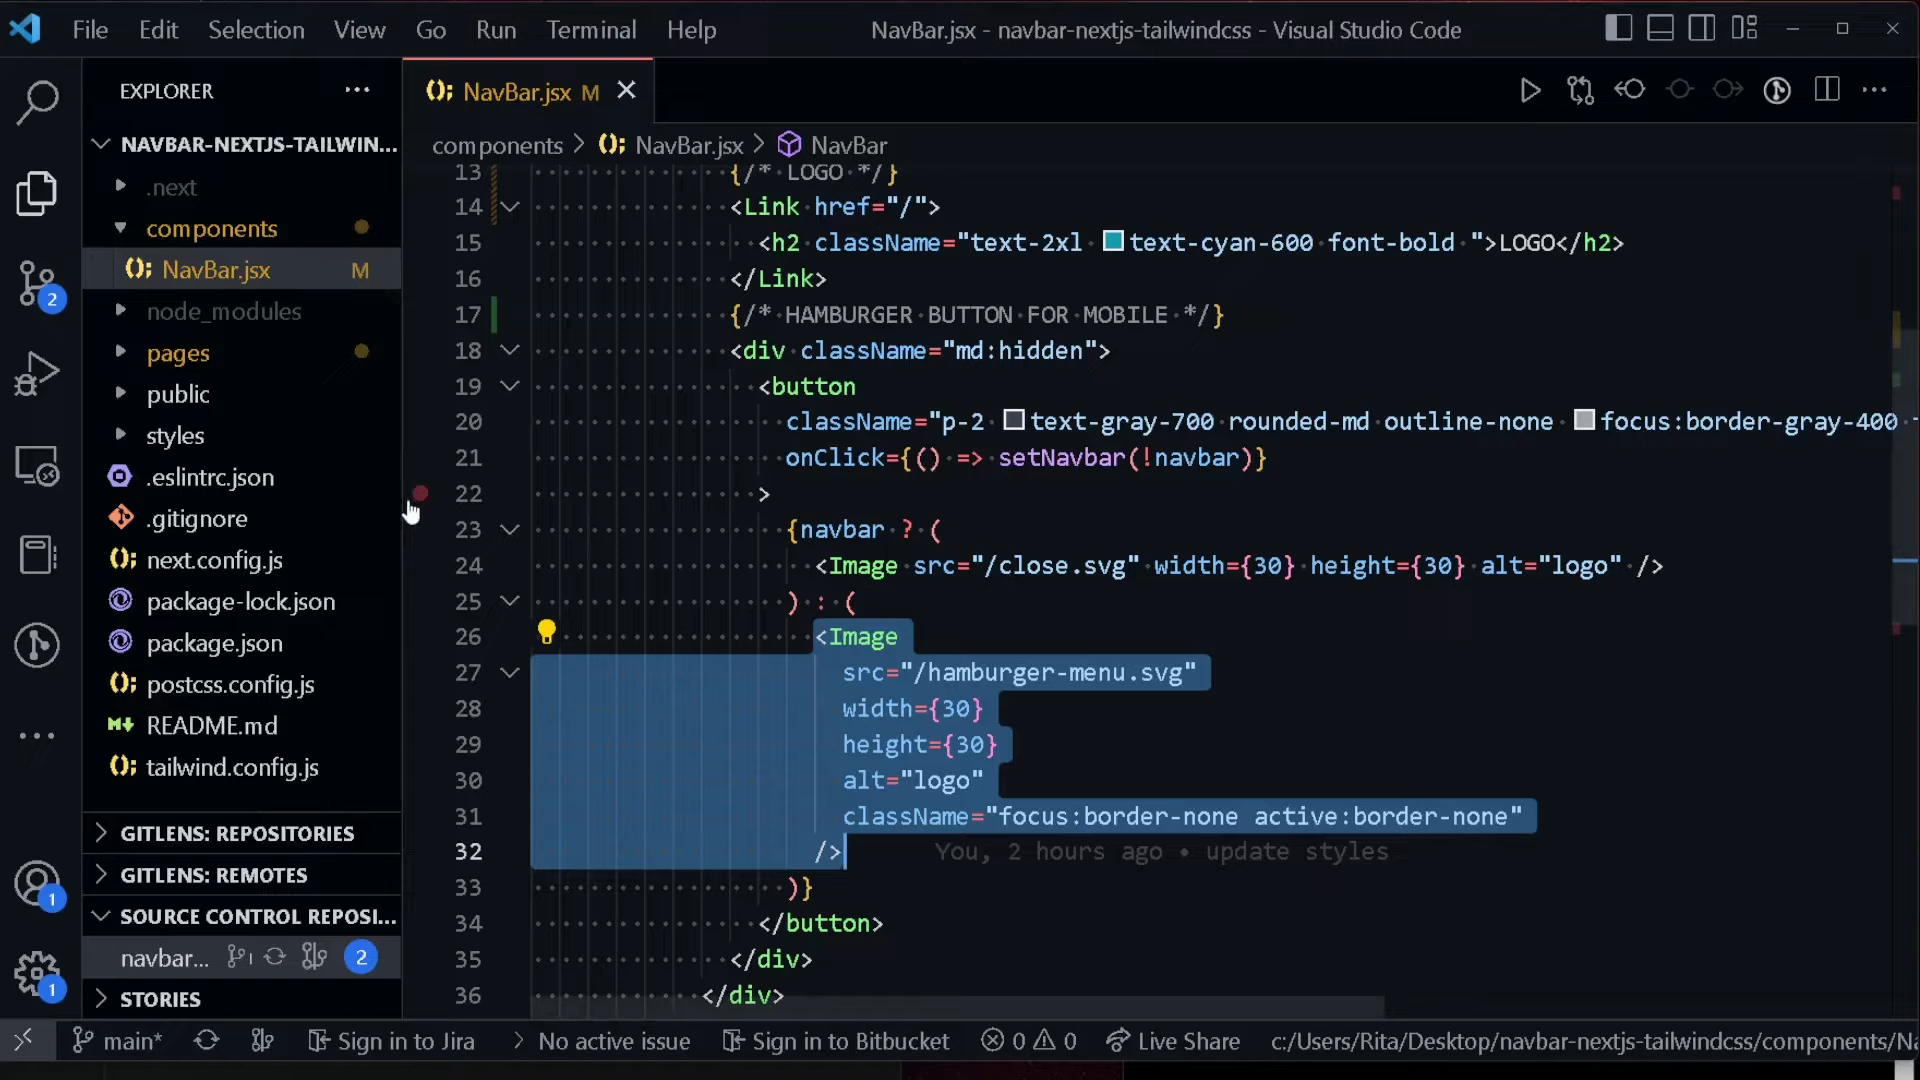 File Edit Selection View Go Run Terminal Help
NavBar.jsx - navbar-nextjs-tailwindcss - Visual Studio Code
EXPLORER
NAVBAR-NEXTJS-TAILWIN...
.next
components
NavBar.jsx M
node_modules
pages
public
styles
.eslintrc.json
.gitignore
next.config.js
package-lock.json
package.json
postcss.config.js
README.md
tailwind.config.js
GITLENS: REPOSITORIES
GITLENS: REMOTES
SOURCE CONTROL REPOSI...
navbar... 2
STORIES
2
1
1
NavBar.jsx M
components > NavBar.jsx > NavBar
13 {/* LOGO */}
14 <Link href="/">
15 <h2 className="text-2xl text-cyan-600 font-bold ">LOGO</h2>
16 </Link>
17 {/* HAMBURGER BUTTON FOR MOBILE */}
18 <div className="md:hidden">
19 <button
20 className="p-2 text-gray-700 rounded-md outline-none focus:border-gray-400
21 onClick={() => setNavbar(!navbar)}
22 >
23 {navbar ? (
24 <Image src="/close.svg" width={30} height={30} alt="logo" />
25 ) : (
26 <Image
27 src="/hamburger-menu.svg"
28 width={30}
29 height={30}
30 alt="logo"
31 className="focus:border-none active:border-none"
32 /> You, 2 hours ago • update styles
33 )}
34 </button>
35 </div>
36 </div>
main* Sign in to Jira > No active issue Sign in to Bitbucket 0 0 Live Share c:/Users/Rita/Desktop/navbar-nextjs-tailwindcss/components/Na